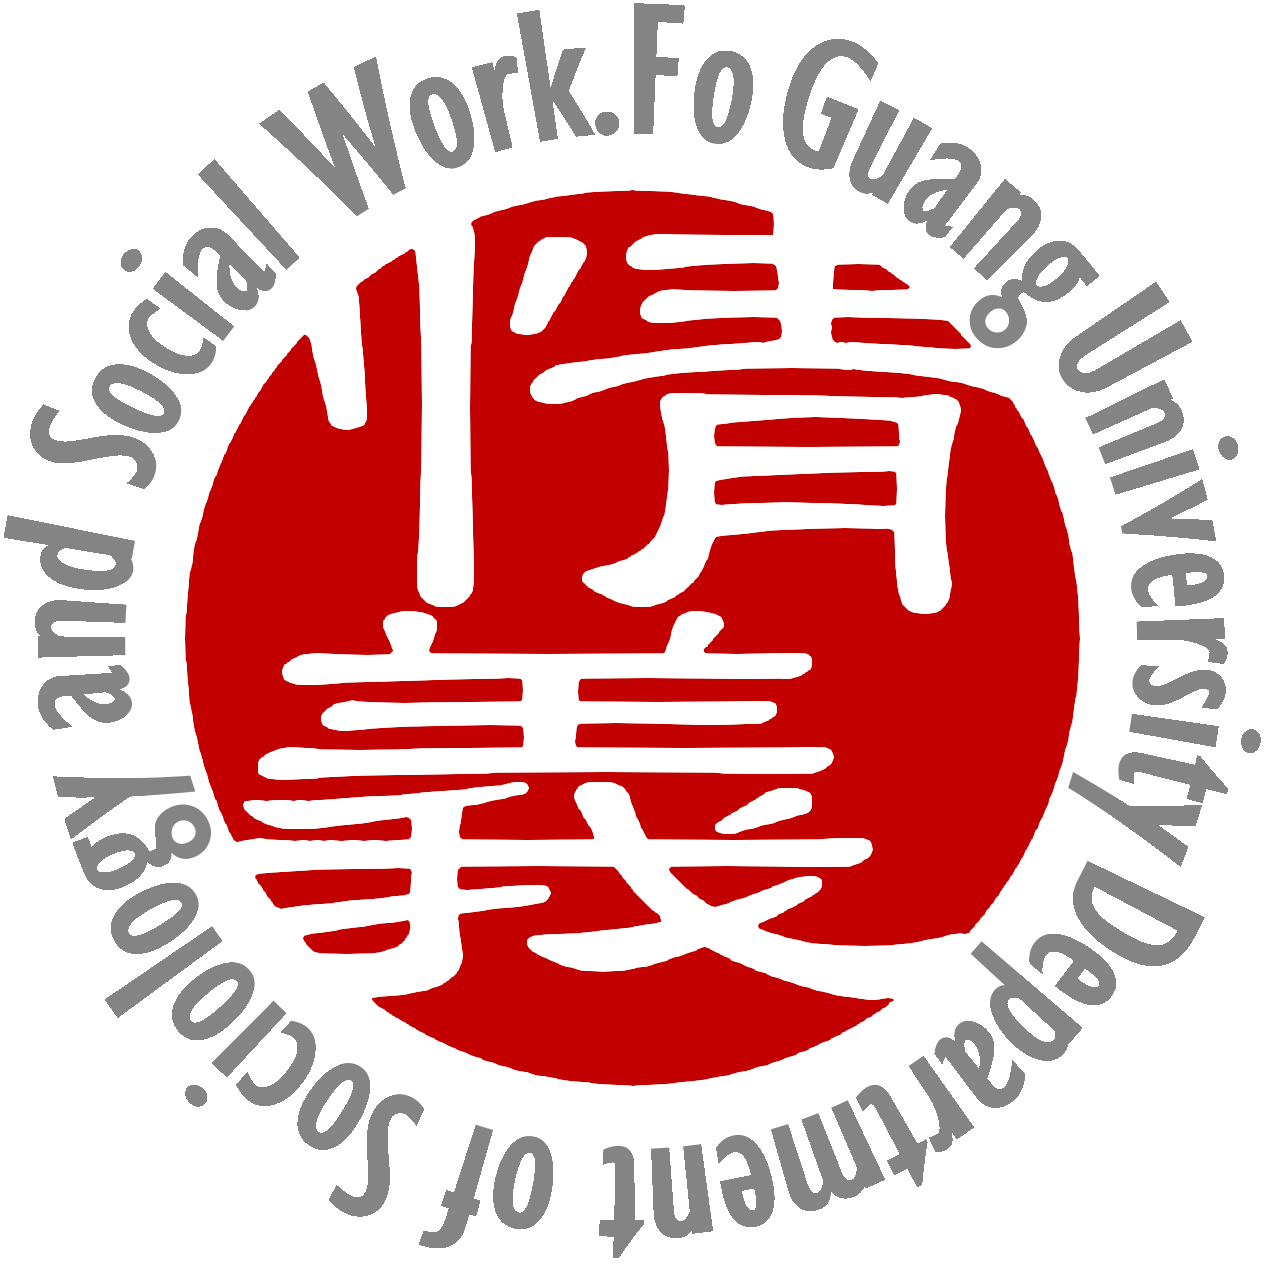 Department of Sociology and Social Work.Fo Guang University
情
義